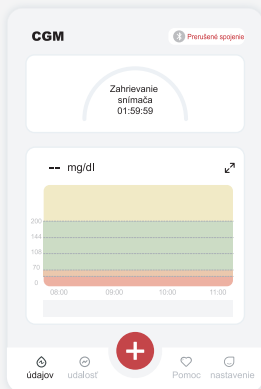 CGM
Prerušené spojenie
Zahrievanie
snímača
01:59:59
-- mg/dl
200
144
108
70
0
08:00 09:00 10:00 11:00
údajov udalosť Pomoc nastavenie